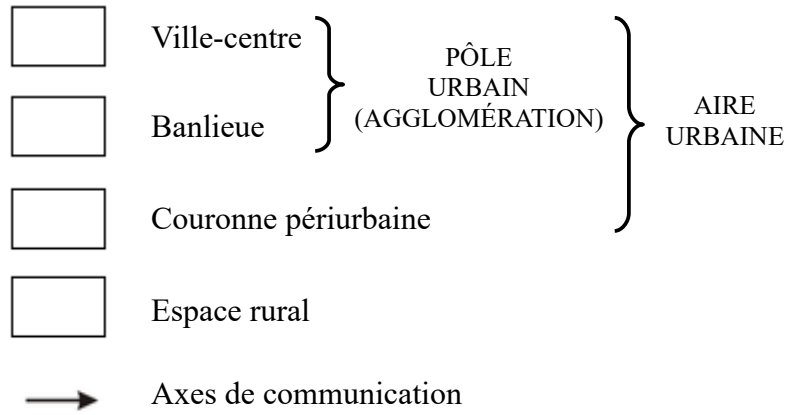 Ville-centre
Banlieue
PÔLE
URBAIN
(AGGLOMÉRATION)
AIRE
URBAINE
Couronne périurbaine
Espace rural
Axes de communication